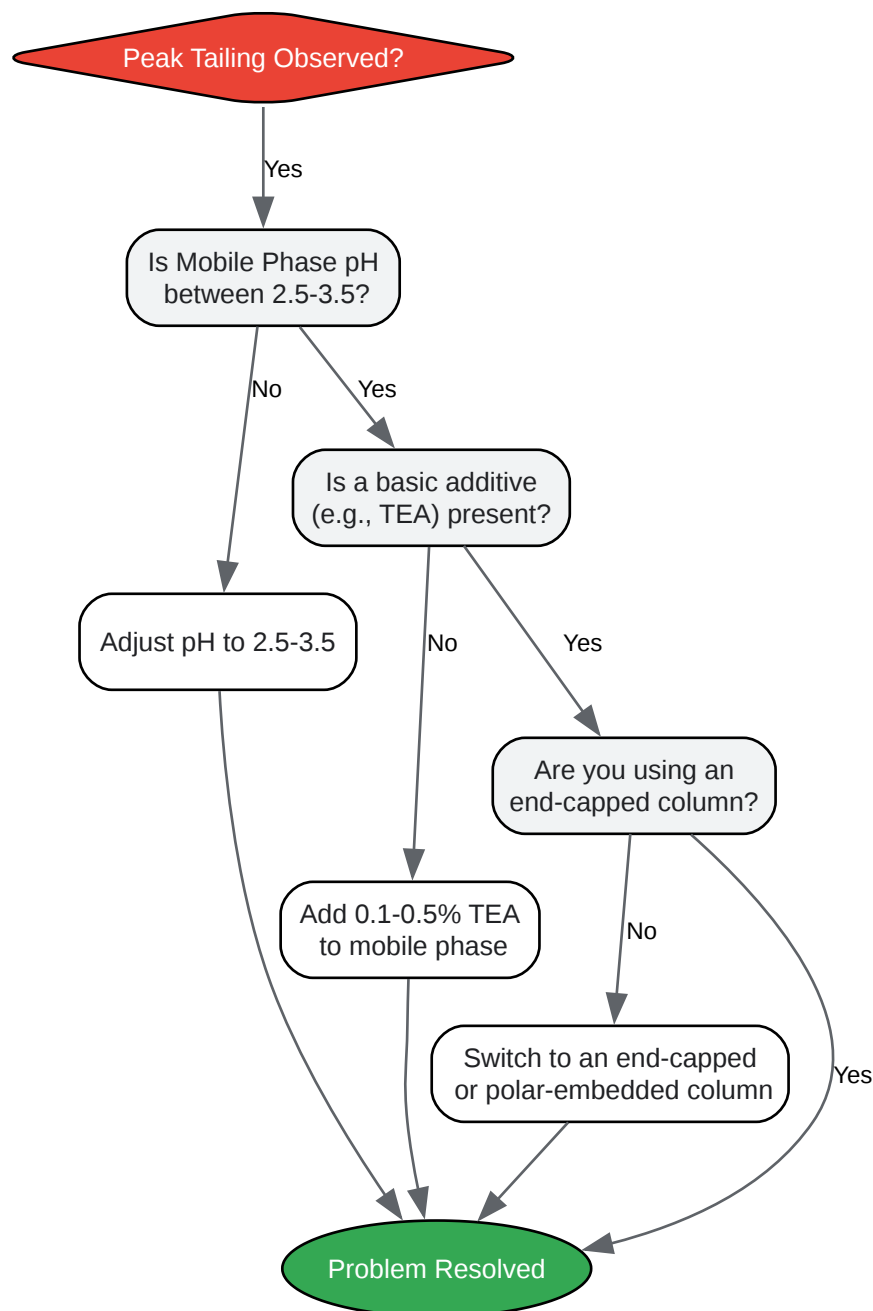 Peak Tailing Observed?
Yes
Is Mobile Phase pH
between 2.5-3.5?
No
Yes
Is a basic additive
(e.g., TEA) present?
Adjust pH to 2.5-3.5
No
Yes
Are you using an
end-capped column?
Add 0.1-0.5% TEA
to mobile phase
No
Switch to an end-capped
or polar-embedded column
Yes
Problem Resolved